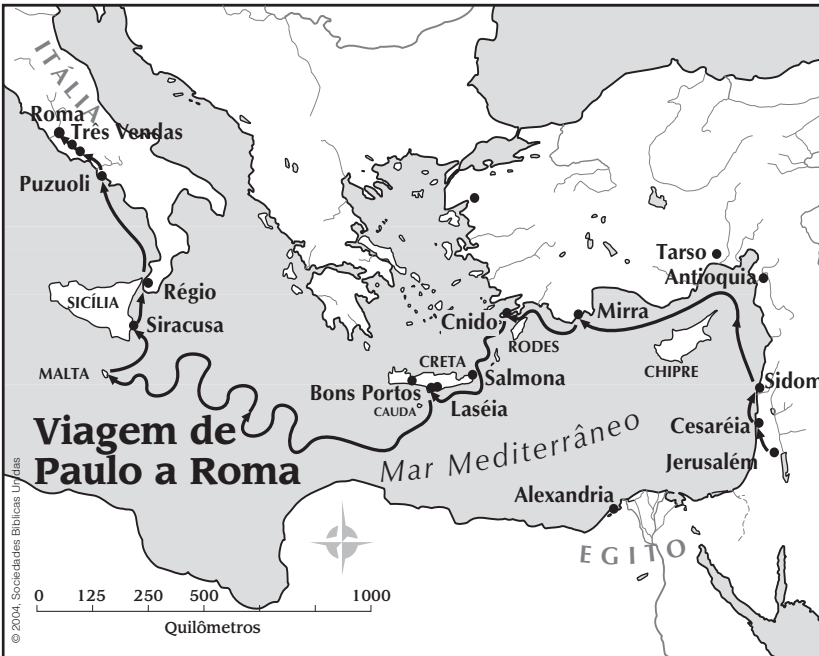 ITÁLIA
Roma
Três Vendas
Puzuoli
Tarso
Antioquia
SICÍLIA
Régio
Siracusa
Cnido
RODES
Mirra
CHIPRE
MALTA
CRETA
Salmona
Sidom
Bons Portos
CAUDA
Laséia
Cesaréia
Jerusalém
Viagem de
Paulo a Roma
Mar Mediterrâneo
Alexandria
EGITO
0 125 250 500 1000
Quilômetros
© 2004, Sociedades Bíblicas Unidas